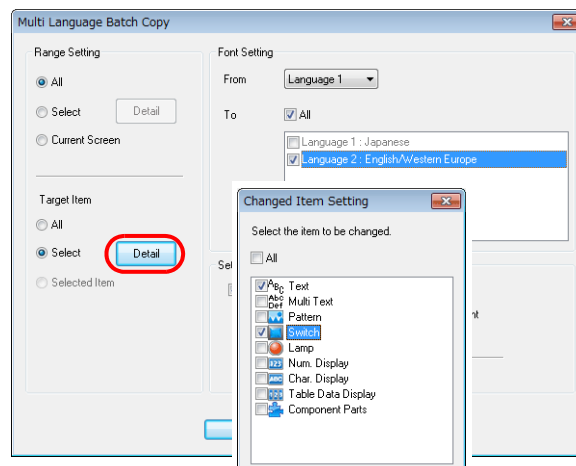 Multi Language Batch Copy
Range Setting
All
Select Detail
Current Screen
Target Item
All
Select Detail
Selected Item
Font Setting
From Language 1
To All
Language 1 : Japanese
Language 2 : English/Western Europe
Changed Item Setting
Select the item to be changed.
All
Text
Multi Text
Pattern
Switch
Lamp
Num. Display
Char. Display
Table Data Display
Component Parts